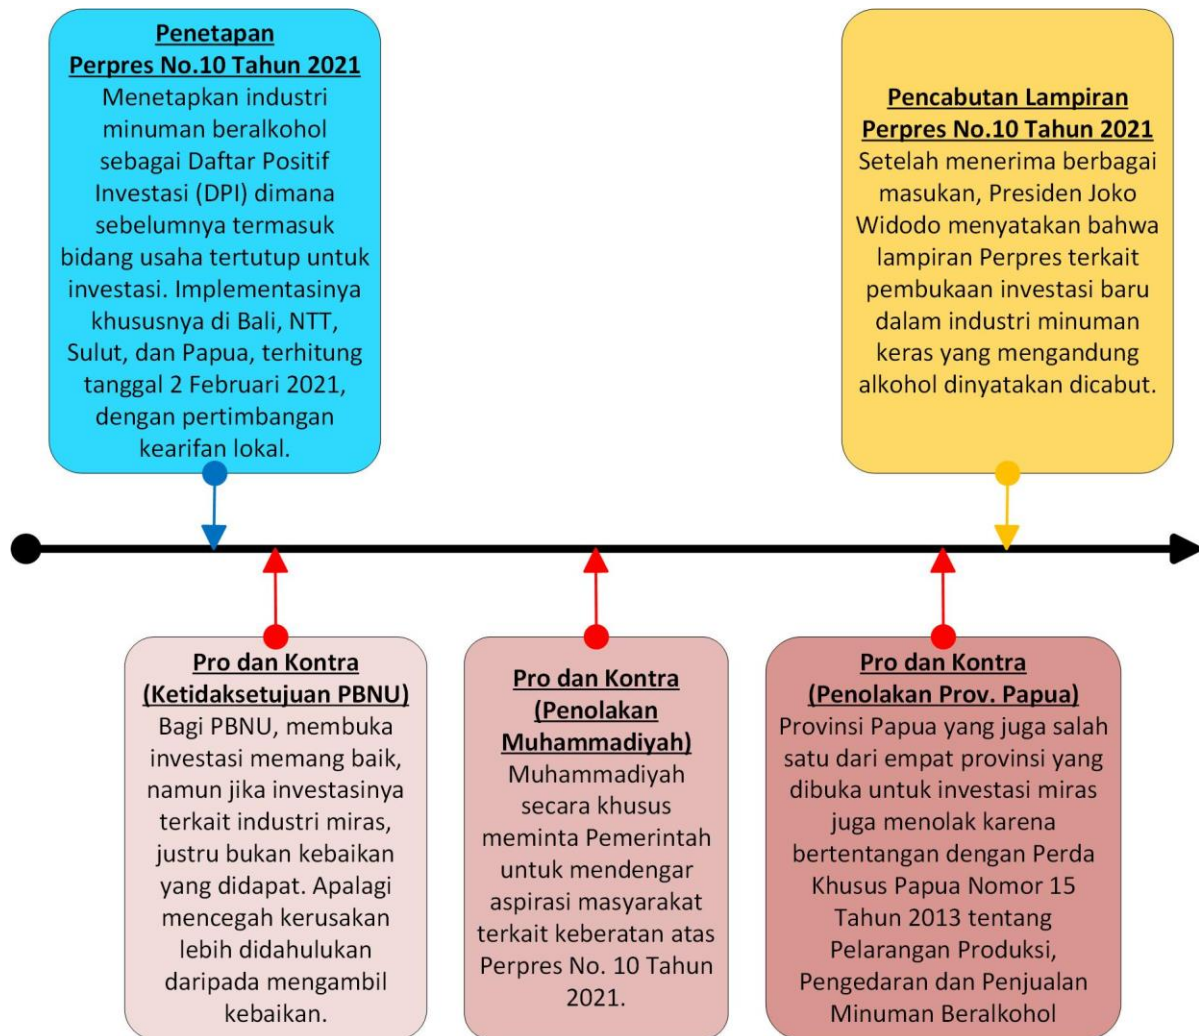 Penetapan
Perpres No.10 Tahun 2021
Menetapkan industri
minuman beralkohol
sebagai Daftar Positif
Investasi (DPI) dimana
sebelumnya termasuk
bidang usaha tertutup untuk
investasi. Implementasinya
khususnya di Bali, NTT,
Sulut, dan Papua, terhitung
tanggal 2 Februari 2021,
dengan pertimbangan
kearifan lokal.
Pencabutan Lampiran
Perpres No.10 Tahun 2021
Setelah menerima berbagai
masukan, Presiden Joko
Widodo menyatakan bahwa
lampiran Perpres terkait
pembukaan investasi baru
dalam industri minuman
keras yang mengandung
alkohol dinyatakan dicabut.
Pro dan Kontra
(Ketidaksetujuan PBNU)
Bagi PBNU, membuka
investasi memang baik,
namun jika investasinya
terkait industri miras,
justru bukan kebaikan
yang didapat. Apalagi
mencegah kerusakan
lebih didahulukan
daripada mengambil
kebaikan.
Pro dan Kontra
(Penolakan
Muhammadiyah)
Muhammadiyah
secara khusus
meminta Pemerintah
untuk mendengar
aspirasi masyarakat
terkait keberatan atas
Perpres No. 10 Tahun
2021.
Pro dan Kontra
(Penolakan Prov. Papua)
Provinsi Papua yang juga salah
satu dari empat provinsi yang
dibuka untuk investasi miras
juga menolak karena
bertentangan dengan Perda
Khusus Papua Nomor 15
Tahun 2013 tentang
Pelarangan Produksi,
Pengedaran dan Penjualan
Minuman Beralkohol